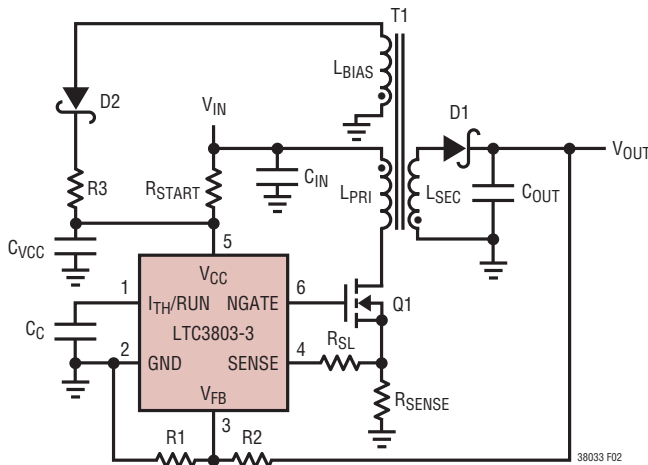 T1
L_BIAS
D2
V_IN
D1
V_OUT
R3
R_START
C_IN
L_PRI
L_SEC
C_OUT
C_VCC
5
V_CC
1
I_TH/RUN
NGATE
6
Q1
LTC3803-3
C_C
2
GND
SENSE
4
R_SL
V_FB
R_SENSE
3
R1
R2
38033 F02